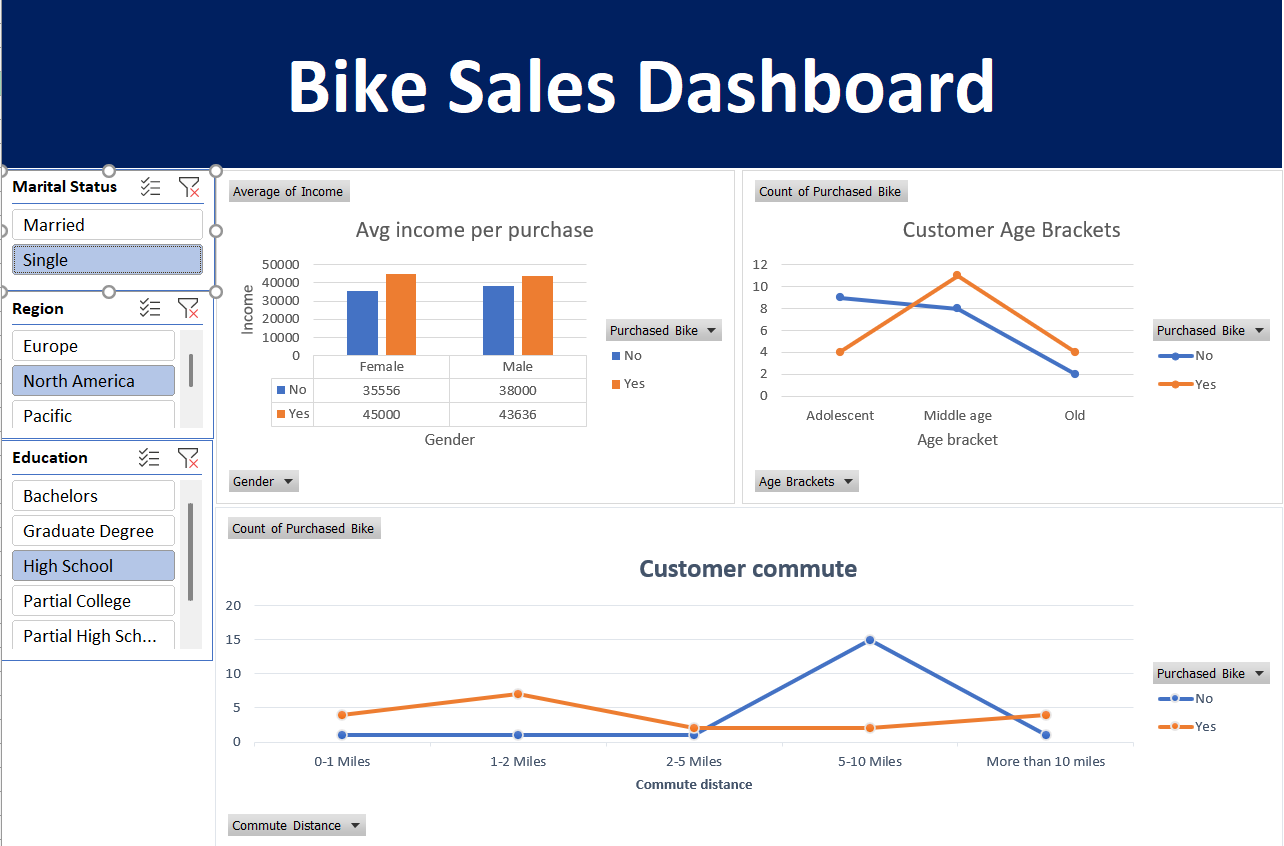 Bike Sales Dashboard
Marital Status
Married
Single
Region
Europe
North America
Pacific
Education
Bachelors
Graduate Degree
High School
Partial College
Partial High Sch...
Average of Income
Avg income per purchase
50000
40000
30000
20000
10000
0
Income
Female Male
No 35556 38000
Yes 45000 43636
Gender
Purchased Bike
No
Yes
Gender
Count of Purchased Bike
Customer Age Brackets
12
10
8
6
4
2
0
Adolescent Middle age Old
Age bracket
Purchased Bike
No
Yes
Age Brackets
Count of Purchased Bike
Customer commute
20
15
10
5
0
0-1 Miles 1-2 Miles 2-5 Miles 5-10 Miles More than 10 miles
Commute distance
Purchased Bike
No
Yes
Commute Distance